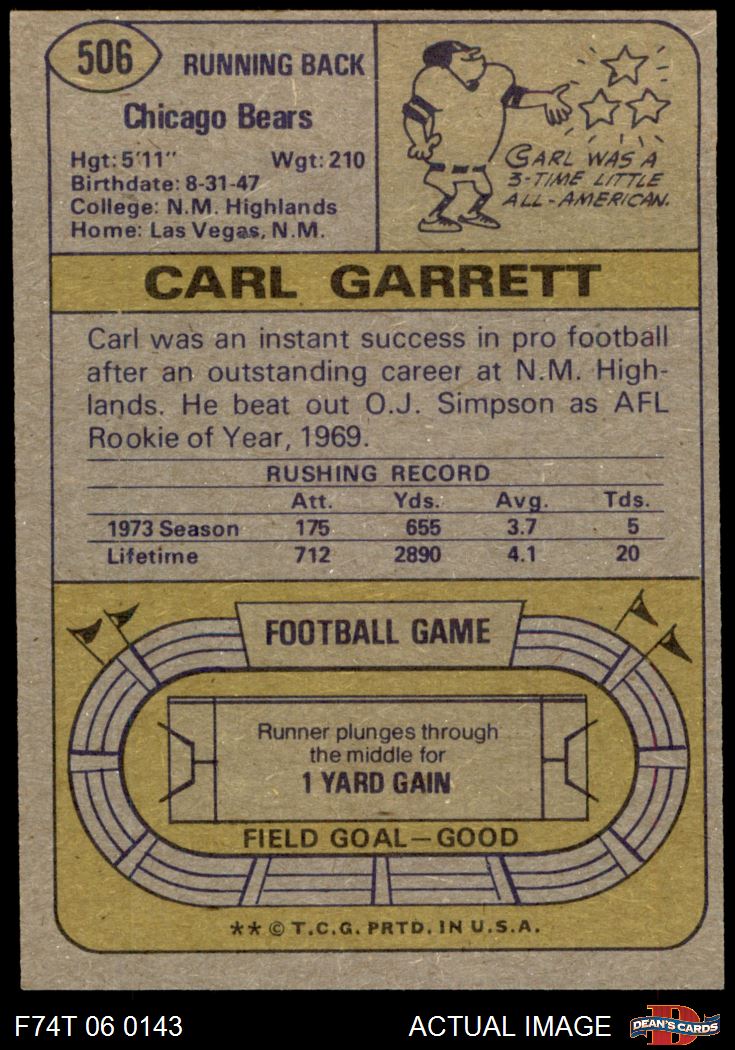 506
RUNNING BACK
Chicago Bears
Hgt: 5'11" Wgt: 210
Birthdate: 8-31-47
College: N.M. Highlands
Home: Las Vegas, N.M.
CARL WAS A
3-TIME LITTLE
ALL-AMERICAN.
CARL GARRETT
Carl was an instant success in pro football
after an outstanding career at N.M. High-
lands. He beat out O.J. Simpson as AFL
Rookie of Year, 1969.
RUSHING RECORD
Att. Yds. Avg. Tds.
1973 Season 175 655 3.7 5
Lifetime 712 2890 4.1 20
FOOTBALL GAME
Runner plunges through
the middle for
1 YARD GAIN
FIELD GOAL—GOOD
** © T.C.G. PRTD. IN U.S.A.
F74T 06 0143 ACTUAL IMAGE D DEAN'S CARDS